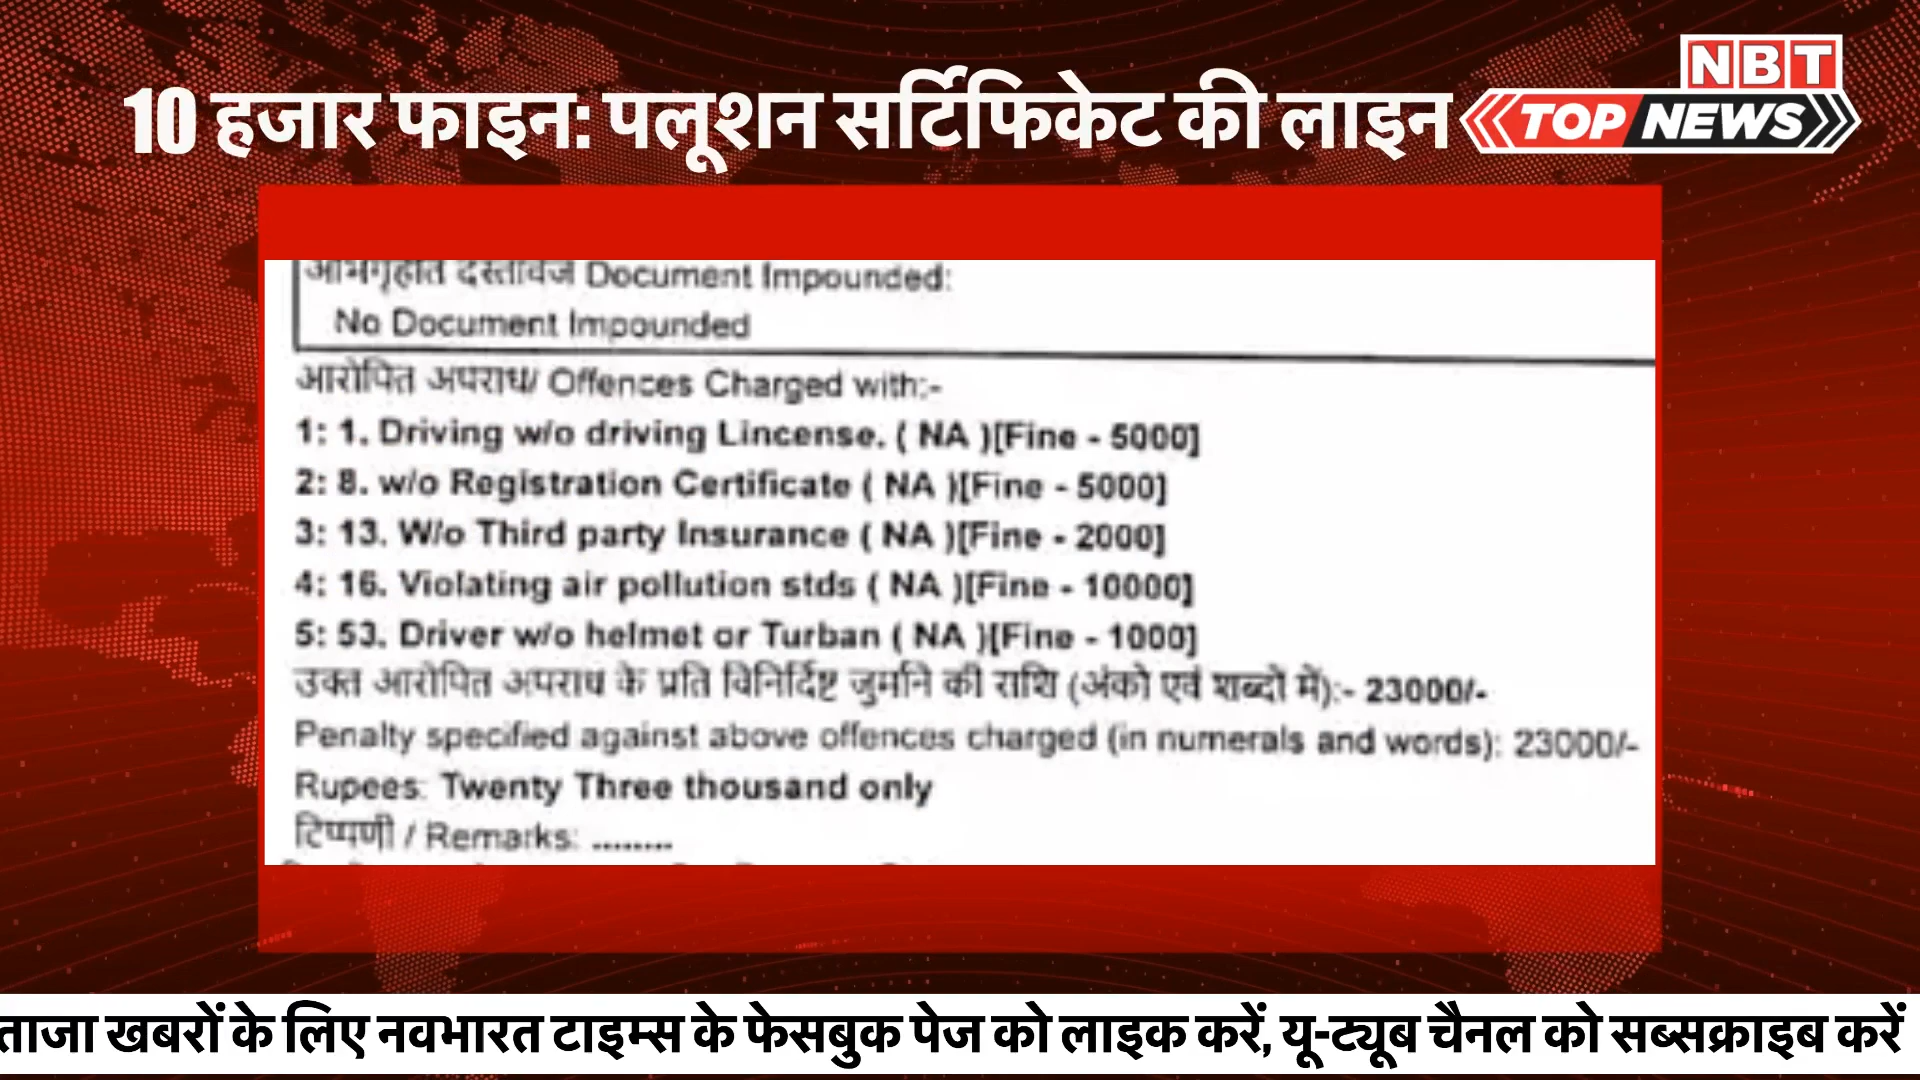 10 हजार फाइन: पलूशन सर्टिफिकेट की लाइन
NBT
TOP NEWS
अभिगृहीत दस्तावेज Document Impounded:
No Document Impounded
आरोपित अपराध/ Offences Charged with:-
1: 1. Driving w/o driving Lincense. ( NA )[Fine - 5000]
2: 8. w/o Registration Certificate ( NA )[Fine - 5000]
3: 13. W/o Third party Insurance ( NA )[Fine - 2000]
4: 16. Violating air pollution stds ( NA )[Fine - 10000]
5: 53. Driver w/o helmet or Turban ( NA )[Fine - 1000]
उक्त आरोपित अपराध के प्रति विनिर्दिष्ट जुर्माने की राशि (अंको एवं शब्दो में):- 23000/-
Penalty specified against above offences charged (in numerals and words): 23000/-
Rupees: Twenty Three thousand only
टिप्पणी / Remarks: .........
ताजा खबरों के लिए नवभारत टाइम्स के फेसबुक पेज को लाइक करें, यू-ट्यूब चैनल को सब्सक्राइब करें